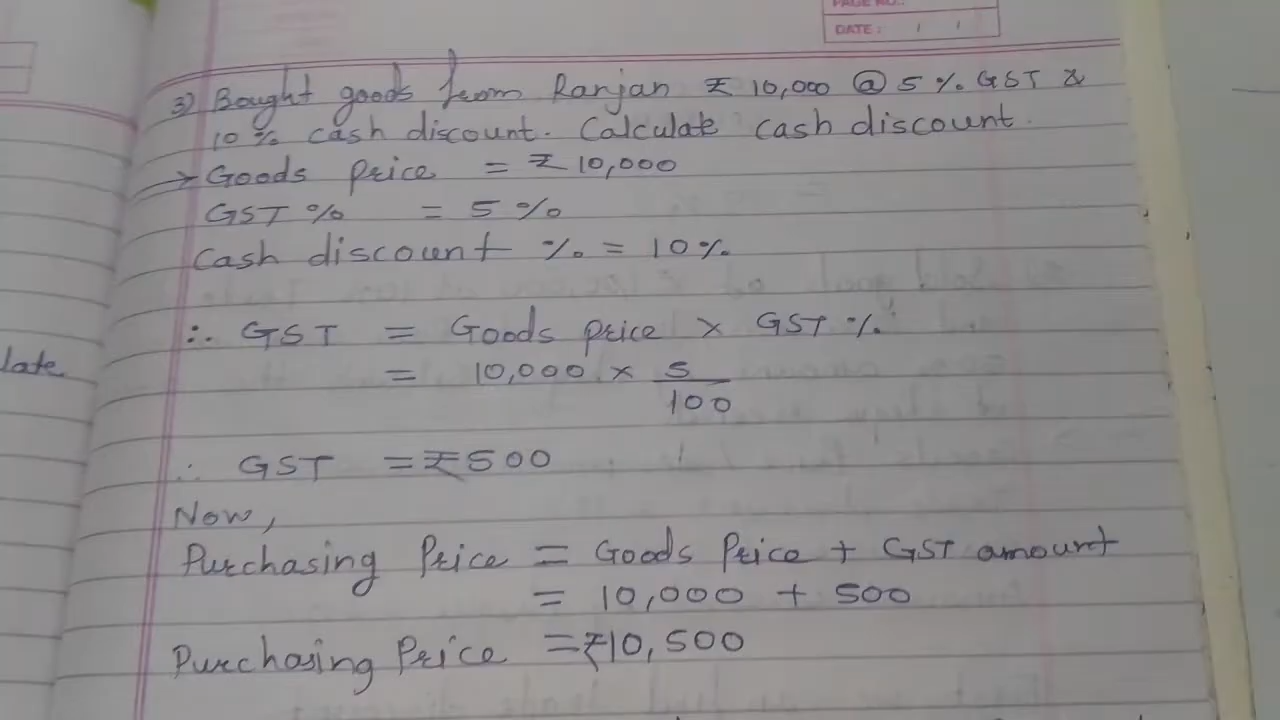 PAGE NO.:
DATE: / /
3) Bought goods from Ranjan ₹ 10,000 @ 5 % GST &
10 % cash discount. Calculate cash discount.
→ Goods price = ₹ 10,000
GST % = 5 %
Cash discount % = 10 %
∴ GST = Goods price × GST %
= 10,000 × 5/100
late
∴ GST = ₹500
Now,
Purchasing Price = Goods Price + GST amount
= 10,000 + 500
Purchasing Price = ₹10,500